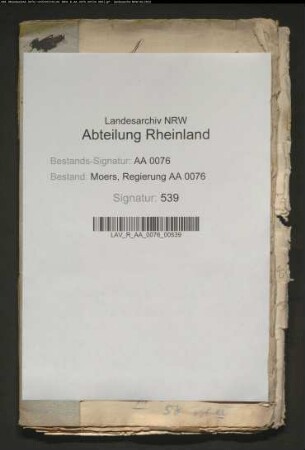 Landesarchiv NRW
Abteilung Rheinland
Bestands-Signatur: AA 0076
Bestand: Moers, Regierung AA 0076
Signatur: 539
LAV_R_AA_0076_00539